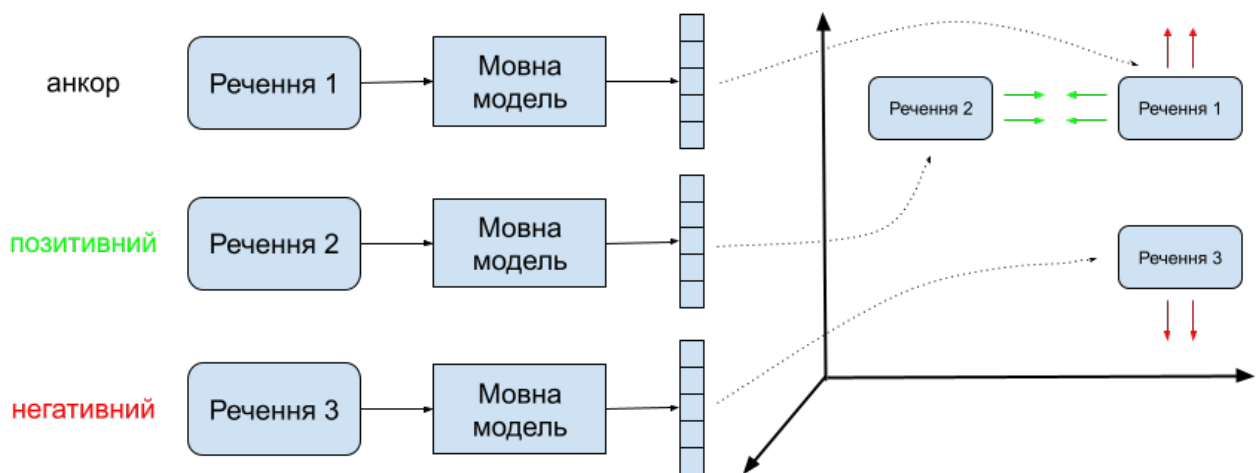 анкор
Речення 1
Мовна
модель
Речення 2
Речення 1
позитивний
Речення 2
Мовна
модель
Речення 3
негативний
Речення 3
Мовна
модель